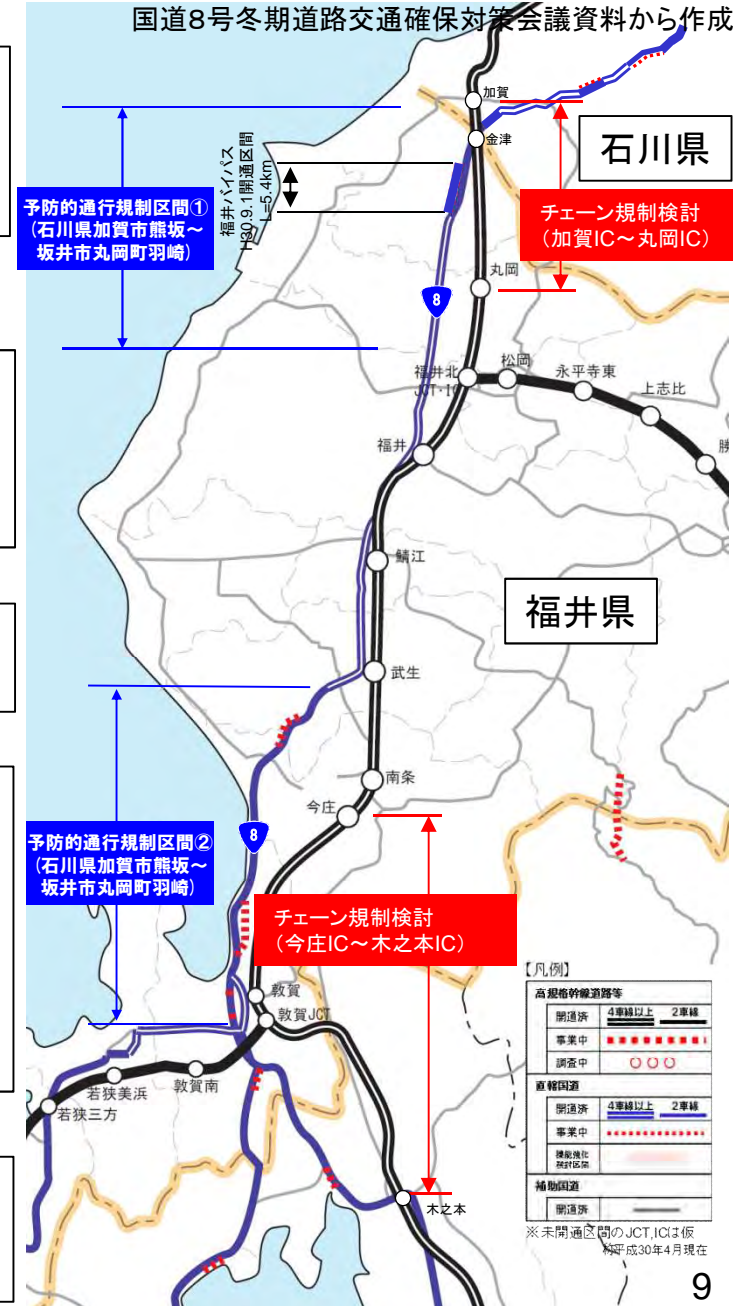 国道8号冬期道路交通確保対策会議資料から作成
加賀
金津
石川県
福井バイパス
H30.9.1開通区間
L=5.4km
予防的通行規制区間①
(石川県加賀市熊坂～
坂井市丸岡町羽崎)
チェーン規制検討
(加賀IC～丸岡IC)
丸岡
8
福井北
JCT・IC
松岡
永平寺東
上志比
勝
福井
鯖江
福井県
武生
南条
今庄
予防的通行規制区間②
(石川県加賀市熊坂～
坂井市丸岡町羽崎)
8
チェーン規制検討
(今庄IC～木之本IC)
敦賀
敦賀JCT
若狭美浜
敦賀南
若狭三方
木之本
【凡例】
高規格幹線道路等
開通済 4車線以上 2車線
事業中
調査中
直轄国道
開通済 4車線以上 2車線
事業中
機能強化
検討区間
補助国道
開通済
※未開通区間のJCT,ICは仮
称平成30年4月現在
9